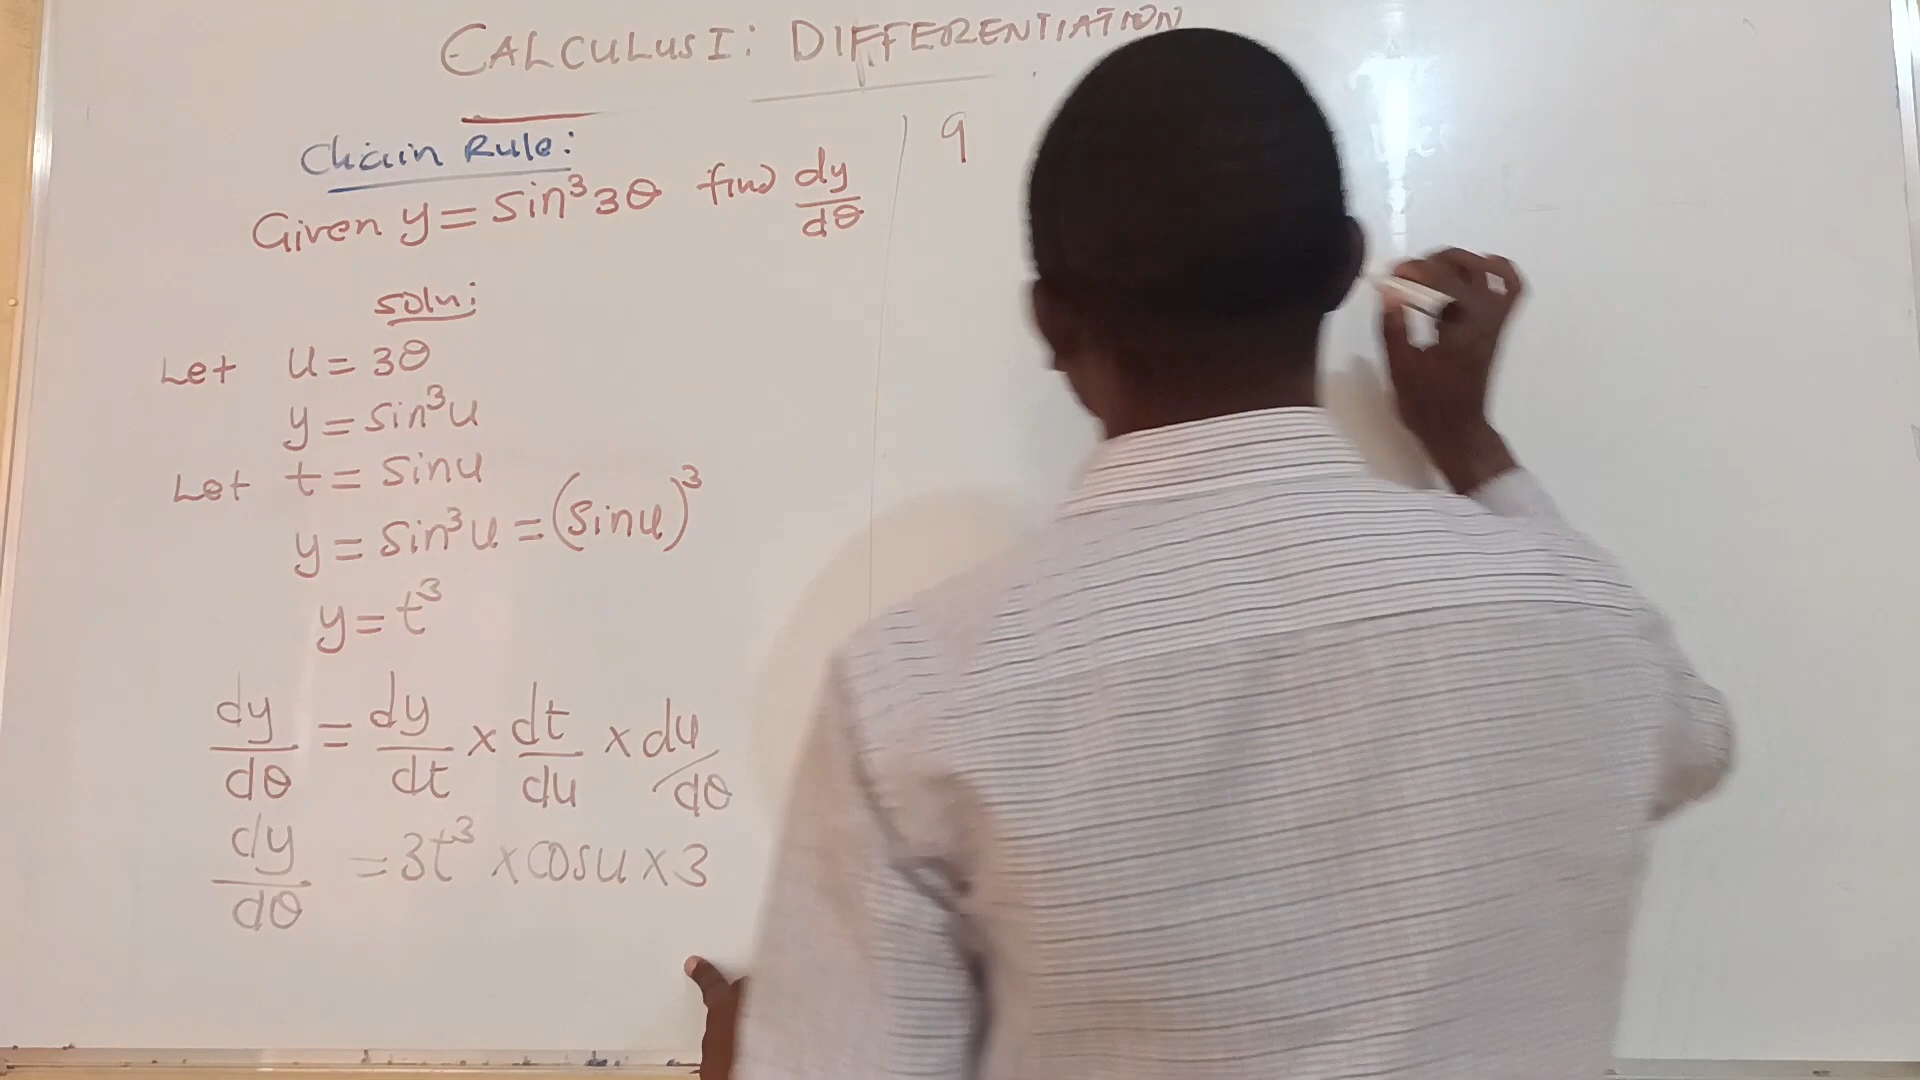 CALCULUS I: DIFFERENTIATION
Chain Rule:
Given y = sin³3θ find dy/dθ
soln:
Let u = 3θ
y = sin³u
Let t = sinu
y = sin³u = (sinu)³
y = t³
dy/dθ = dy/dt × dt/du × du/dθ
dy/dθ = 3t³ × cosu × 3
9